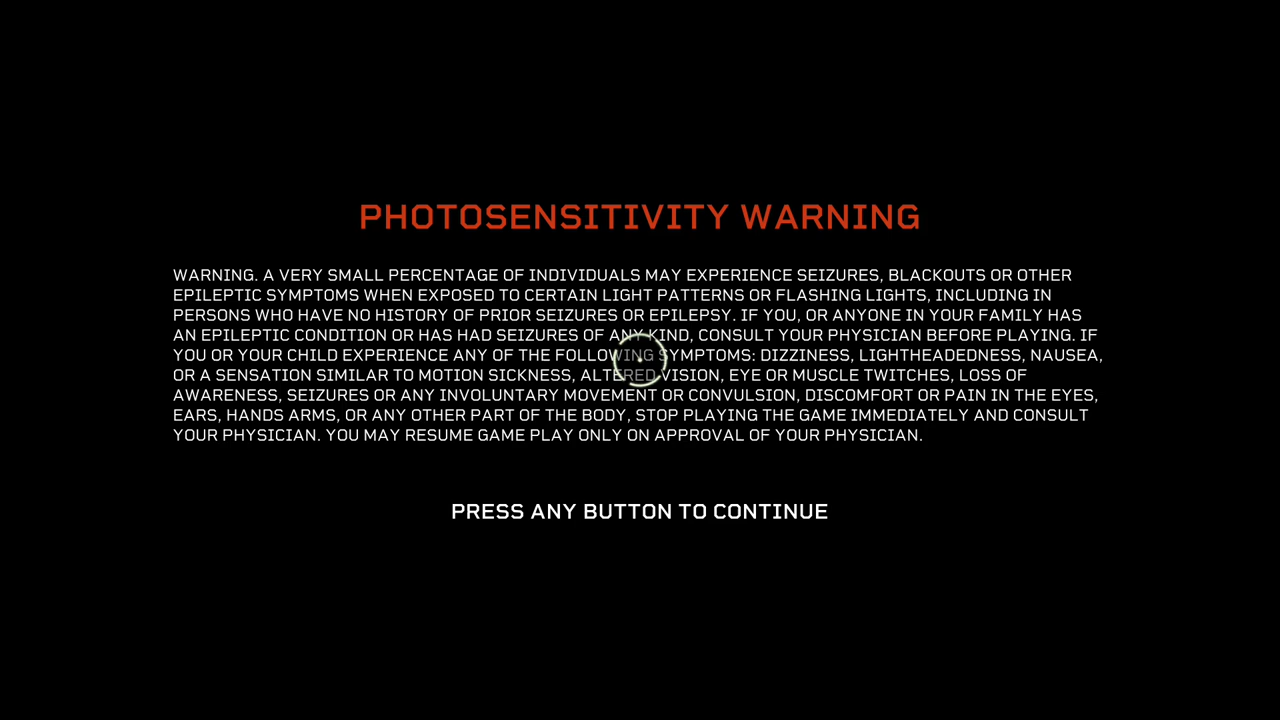 PHOTOSENSITIVITY WARNING
WARNING. A VERY SMALL PERCENTAGE OF INDIVIDUALS MAY EXPERIENCE SEIZURES, BLACKOUTS OR OTHER
EPILEPTIC SYMPTOMS WHEN EXPOSED TO CERTAIN LIGHT PATTERNS OR FLASHING LIGHTS, INCLUDING IN
PERSONS WHO HAVE NO HISTORY OF PRIOR SEIZURES OR EPILEPSY. IF YOU, OR ANYONE IN YOUR FAMILY HAS
AN EPILEPTIC CONDITION OR HAS HAD SEIZURES OF ANY KIND, CONSULT YOUR PHYSICIAN BEFORE PLAYING. IF
YOU OR YOUR CHILD EXPERIENCE ANY OF THE FOLLOWING SYMPTOMS: DIZZINESS, LIGHTHEADEDNESS, NAUSEA,
OR A SENSATION SIMILAR TO MOTION SICKNESS, ALTERED VISION, EYE OR MUSCLE TWITCHES, LOSS OF
AWARENESS, SEIZURES OR ANY INVOLUNTARY MOVEMENT OR CONVULSION, DISCOMFORT OR PAIN IN THE EYES,
EARS, HANDS ARMS, OR ANY OTHER PART OF THE BODY, STOP PLAYING THE GAME IMMEDIATELY AND CONSULT
YOUR PHYSICIAN. YOU MAY RESUME GAME PLAY ONLY ON APPROVAL OF YOUR PHYSICIAN.
PRESS ANY BUTTON TO CONTINUE